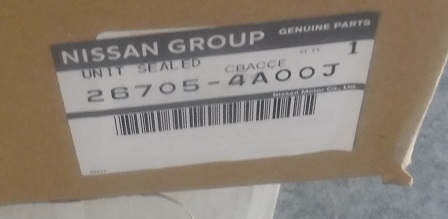 NISSAN GROUP GENUINE PARTS
UNIT SEALED CBACCE 1
26705-4A00J
Nissan Motor Co., Ltd.